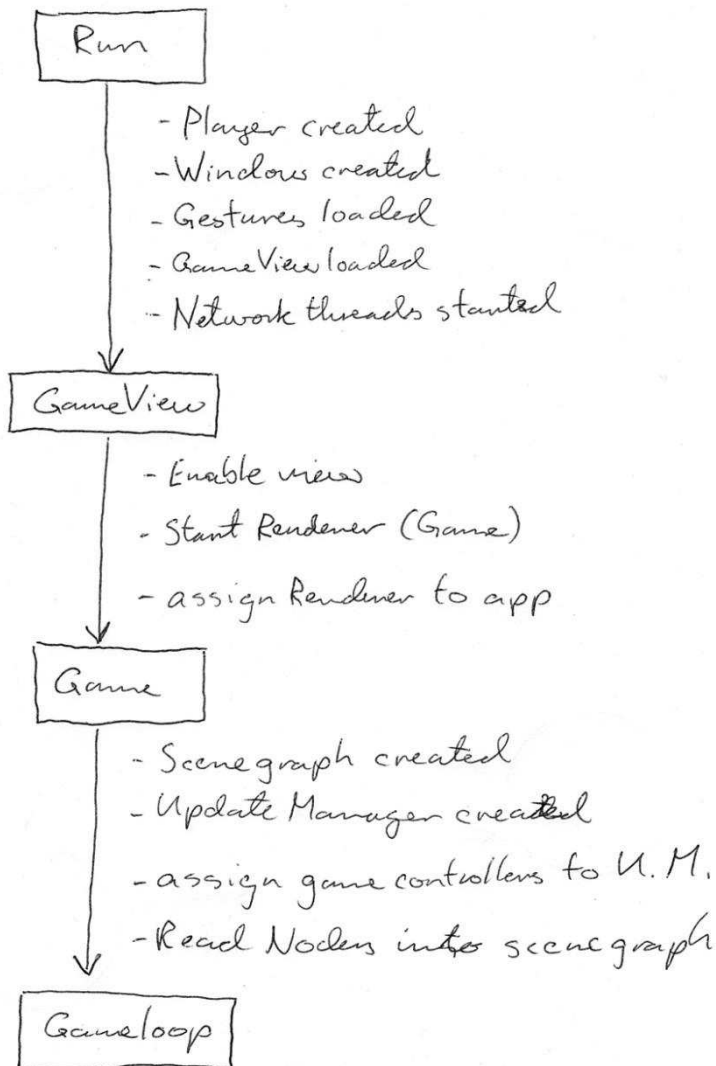 Run
- Player created
- Windows created
- Gestures loaded
- GameView loaded
- Network threads started
GameView
- Enable view
- Start Renderer (Game)
- assign Renderer to app
Game
- Scenegraph created
- Update Manager created
- assign game controllers to U.M.
- Read Nodes into scenegraph
Gameloop